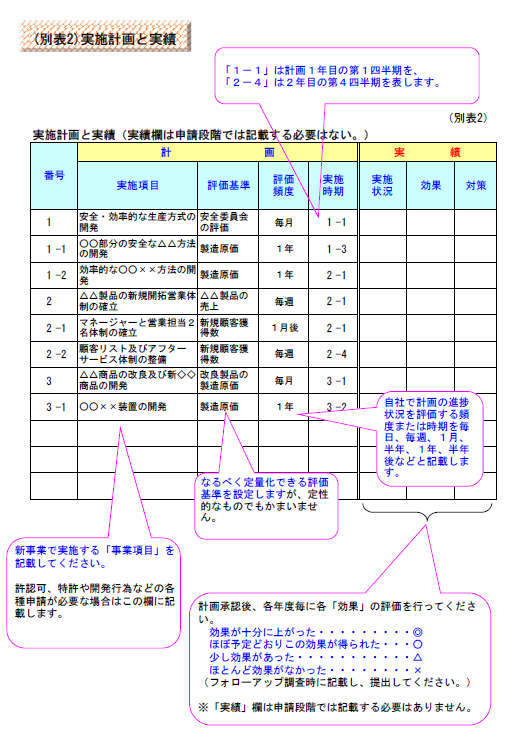 (別表2)実施計画と実績
「１－１」は計画１年目の第１四半期を、
「２－４」は２年目の第４四半期を表します。
（別表2）
実施計画と実績（実績欄は申請段階では記載する必要はない。）
番号
計　画
実　績
実施項目
評価基準
評価
頻度
実施
時期
実施
状況
効果
対策
1 安全・効率的な生産方式の開発 安全委員会の評価 毎月 1-1
1-1 〇〇部分の安全な△△方法の開発 製造原価 1年 1-3
1-2 効率的な〇〇××方法の開発 製造原価 1年 2-1
2 △△製品の新規開拓営業体制の確立 △△製品の売上 毎週 2-1
2-1 マネージャーと営業担当２名体制の確立 新規顧客獲得数 1月後 2-1
2-2 顧客リスト及びアフターサービス体制の整備 新規顧客獲得数 毎週 2-4
3 △△商品の改良及び新◇◇商品の開発 改良製品の製造原価 毎月 3-1
3-1 〇〇××装置の開発 製造原価 1年 3-2
自社で計画の進捗
状況を評価する頻
度または時期を毎
日、毎週、１月、
半年、１年、半年
後などと記載しま
す。
なるべく定量化できる評価
基準を設定しますが、定性
的なものでもかまいませ
ん。
新事業で実施する「事業項目」を
記載してください。
許認可、特許や開発行為などの各
種申請が必要な場合はこの欄に記
載します。
計画承認後、各年度毎に各「効果」の評価を行ってくださ
い。
効果が十分に上がった・・・・・・・・・◎
ほぼ予定どおりこの効果が得られた・・・〇
少し効果があった・・・・・・・・・・・△
ほとんど効果がなかった・・・・・・・・×
（フォローアップ調査時に記載し、提出してください。）
※「実績」欄は申請段階では記載する必要はありません。